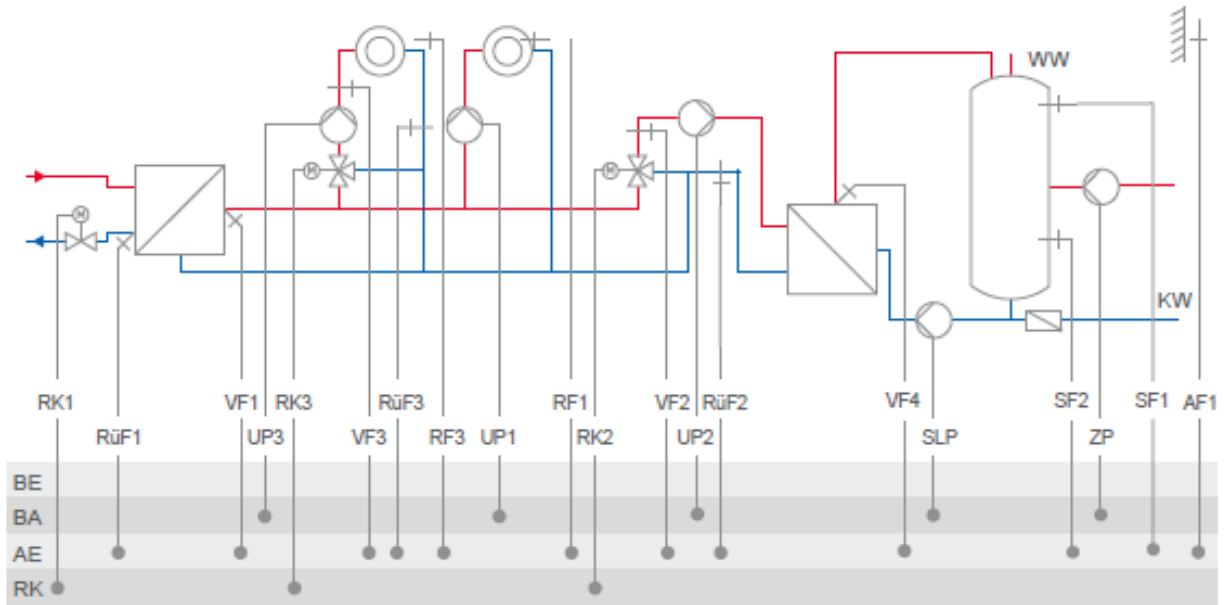 WW
M
M
M
KW
RK1 VF1 RK3 RüF3 RF1 VF2 RüF2 VF4 SF2 SF1 AF1
RüF1 UP3 VF3 RF3 UP1 RK2 UP2 SLP ZP
BE
BA
AE
RK